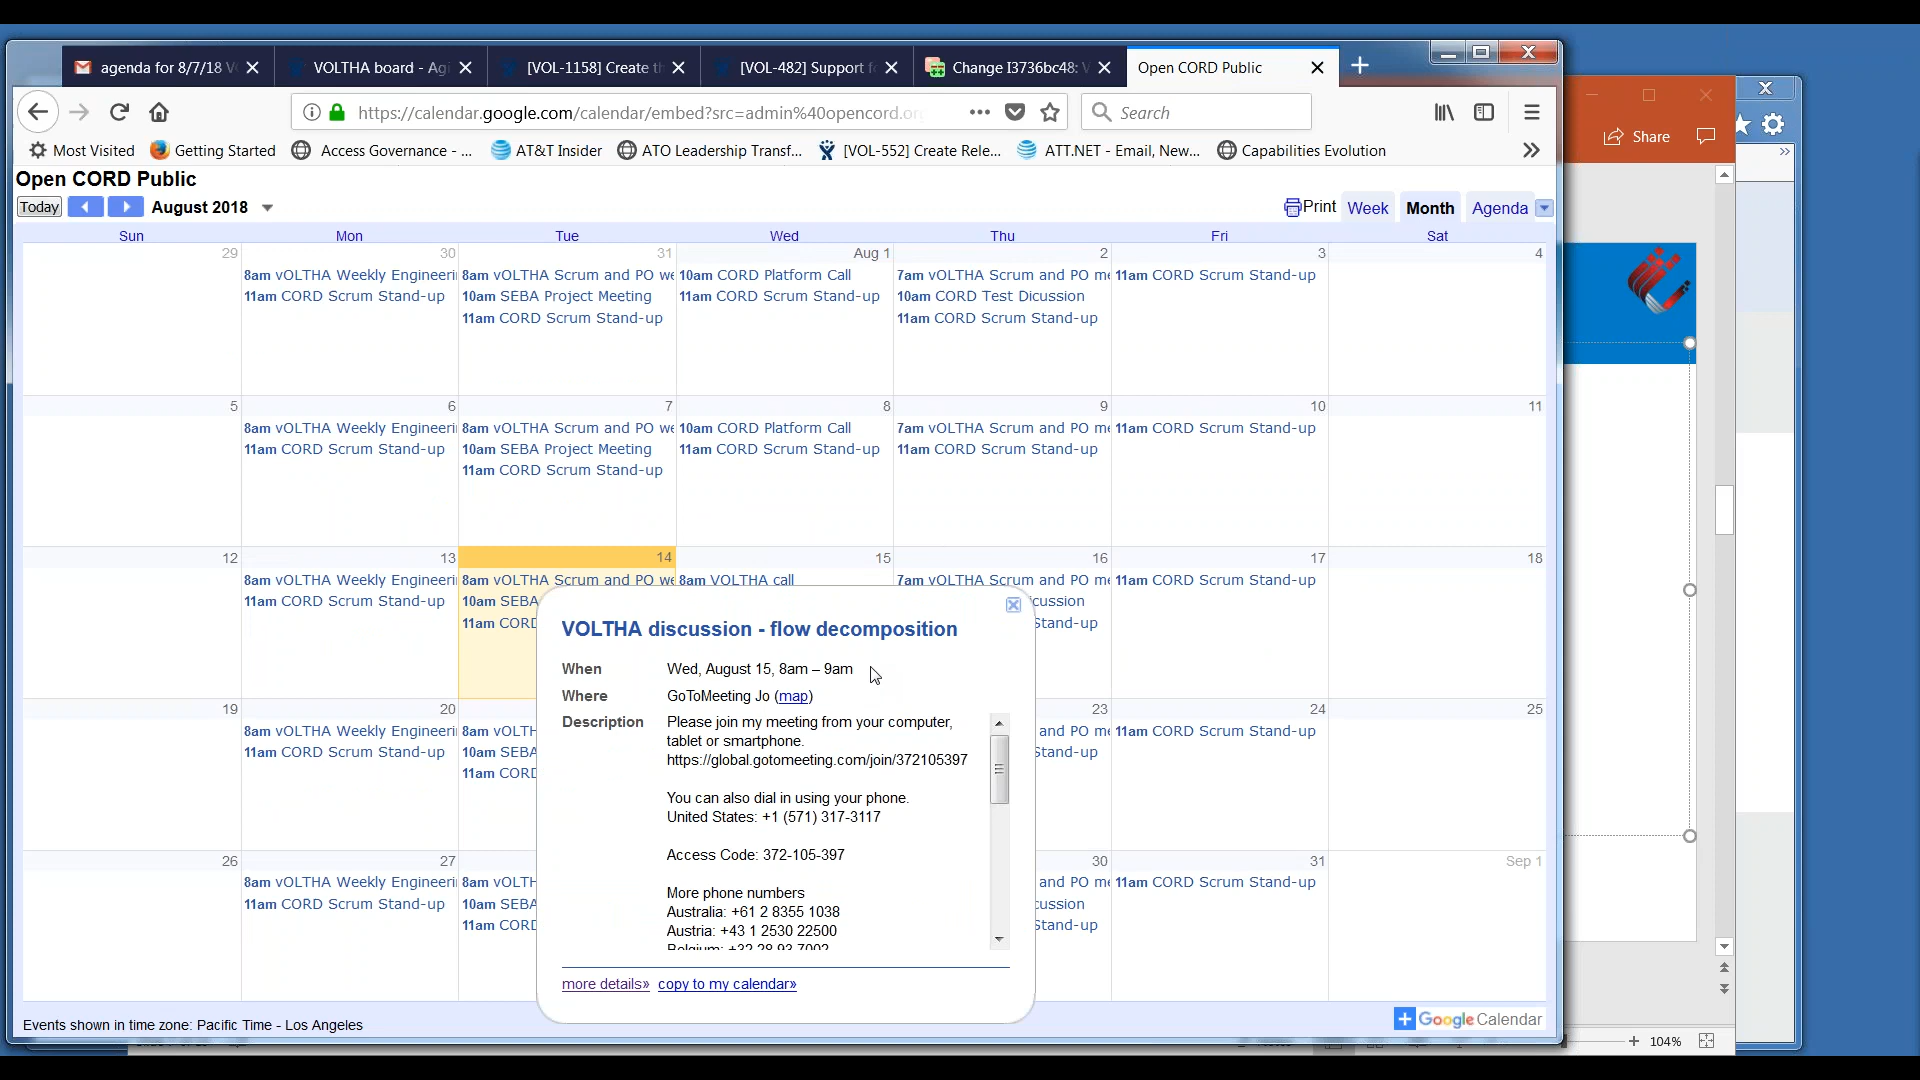 agenda for 8/7/18 V
VOLTHA board - Agi
[VOL-1158] Create th
[VOL-482] Support f
Change I3736bc48: V
Open CORD Public
https://calendar.google.com/calendar/embed?src=admin%40opencord.or
Search
Most Visited
Getting Started
Access Governance - ...
AT&T Insider
ATO Leadership Transf...
[VOL-552] Create Rele...
ATT.NET - Email, New...
Capabilities Evolution
Share
Open CORD Public
Today
August 2018
Print
Week
Month
Agenda
Sun Mon Tue Wed Thu Fri Sat
29 30 31 Aug 1 2 3 4
8am vOLTHA Weekly Engineeri 8am vOLTHA Scrum and PO we 10am CORD Platform Call 7am vOLTHA Scrum and PO me 11am CORD Scrum Stand-up
11am CORD Scrum Stand-up 10am SEBA Project Meeting 11am CORD Scrum Stand-up 10am CORD Test Dicussion
11am CORD Scrum Stand-up 11am CORD Scrum Stand-up
5 6 7 8 9 10 11
8am vOLTHA Weekly Engineeri 8am vOLTHA Scrum and PO we 10am CORD Platform Call 7am vOLTHA Scrum and PO me 11am CORD Scrum Stand-up
11am CORD Scrum Stand-up 10am SEBA Project Meeting 11am CORD Scrum Stand-up 11am CORD Scrum Stand-up
11am CORD Scrum Stand-up
12 13 14 15 16 17 18
8am vOLTHA Weekly Engineeri 8am vOLTHA Scrum and PO we 8am VOLTHA call 7am vOLTHA Scrum and PO me 11am CORD Scrum Stand-up
11am CORD Scrum Stand-up 10am SEBA cussion
11am CORD Stand-up
19 20 23 24 25
8am vOLTHA Weekly Engineeri 8am vOLTH and PO me 11am CORD Scrum Stand-up
11am CORD Scrum Stand-up 10am SEBA Stand-up
11am CORD
26 27 30 31 Sep 1
8am vOLTHA Weekly Engineeri 8am vOLTH and PO me 11am CORD Scrum Stand-up
11am CORD Scrum Stand-up 10am SEBA cussion
11am CORD Stand-up
VOLTHA discussion - flow decomposition
When Wed, August 15, 8am – 9am
Where GoToMeeting Jo (map)
Description Please join my meeting from your computer,
tablet or smartphone.
https://global.gotomeeting.com/join/372105397
You can also dial in using your phone.
United States: +1 (571) 317-3117
Access Code: 372-105-397
More phone numbers
Australia: +61 2 8355 1038
Austria: +43 1 2530 22500
Belgium: +32 28 93 7002
more details» copy to my calendar»
Events shown in time zone: Pacific Time - Los Angeles
Google Calendar
104%